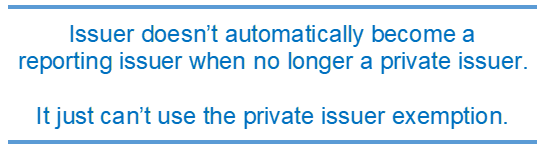 Issuer doesn’t automatically become a
reporting issuer when no longer a private issuer.
It just can’t use the private issuer exemption.